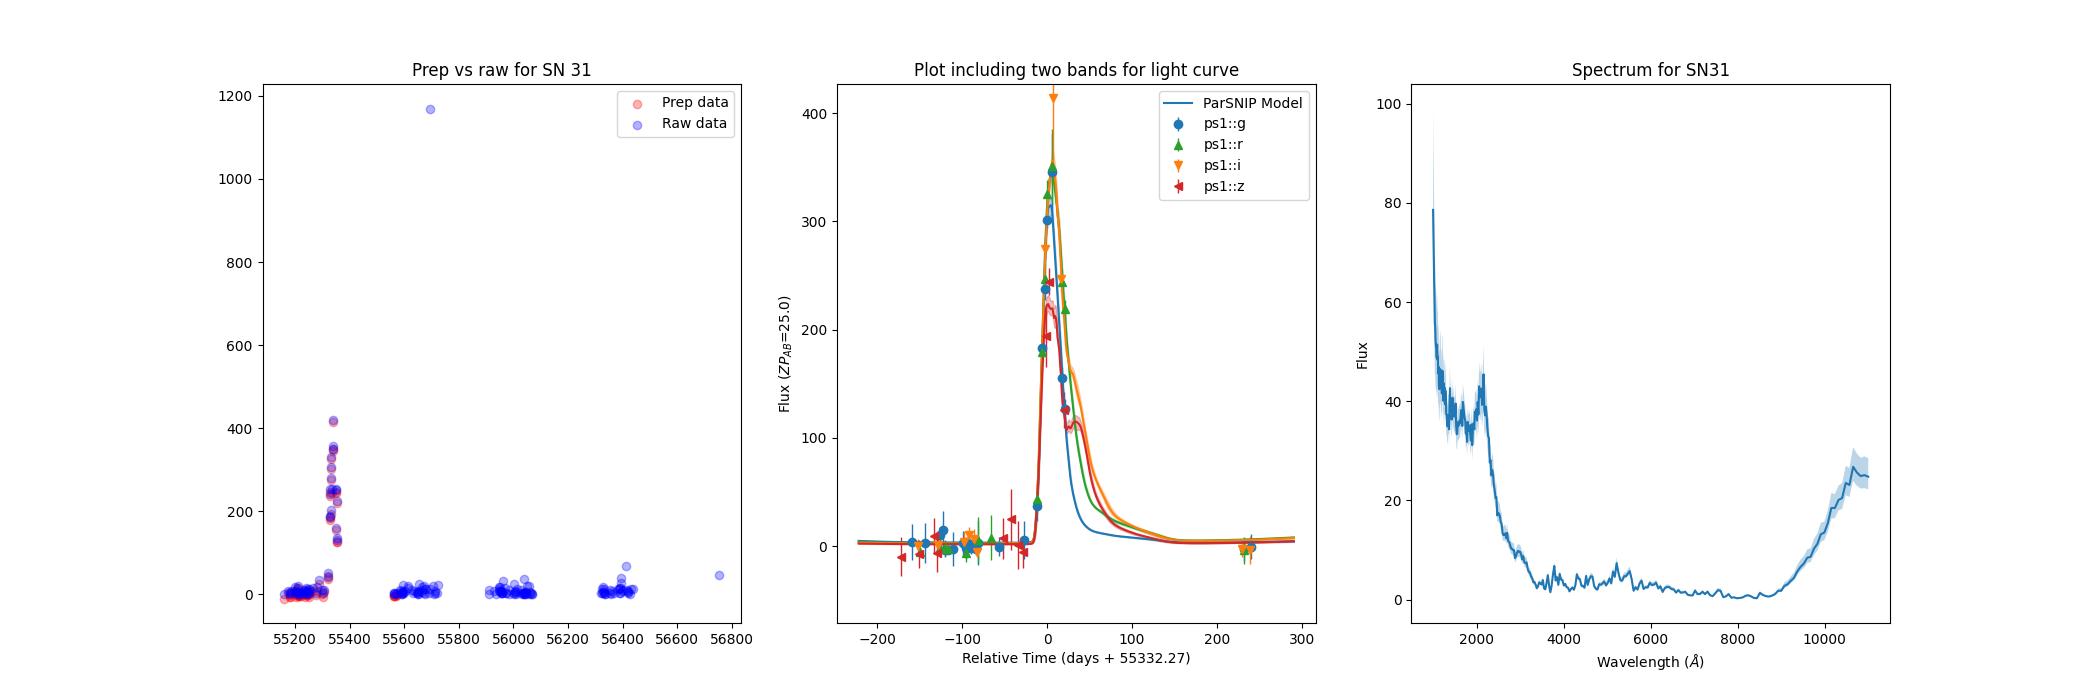 Prep vs raw for SN 31
1200
1000
800
600
400
200
0
55200 55400 55600 55800 56000 56200 56400 56600 56800
Prep data
Raw data
Plot including two bands for light curve
Flux (ZP_AB=25.0)
400
300
200
100
0
−200 −100 0 100 200 300
Relative Time (days + 55332.27)
ParSNIP Model
ps1::g
ps1::r
ps1::i
ps1::z
Spectrum for SN31
Flux
100
80
60
40
20
0
2000 4000 6000 8000 10000
Wavelength (Å)